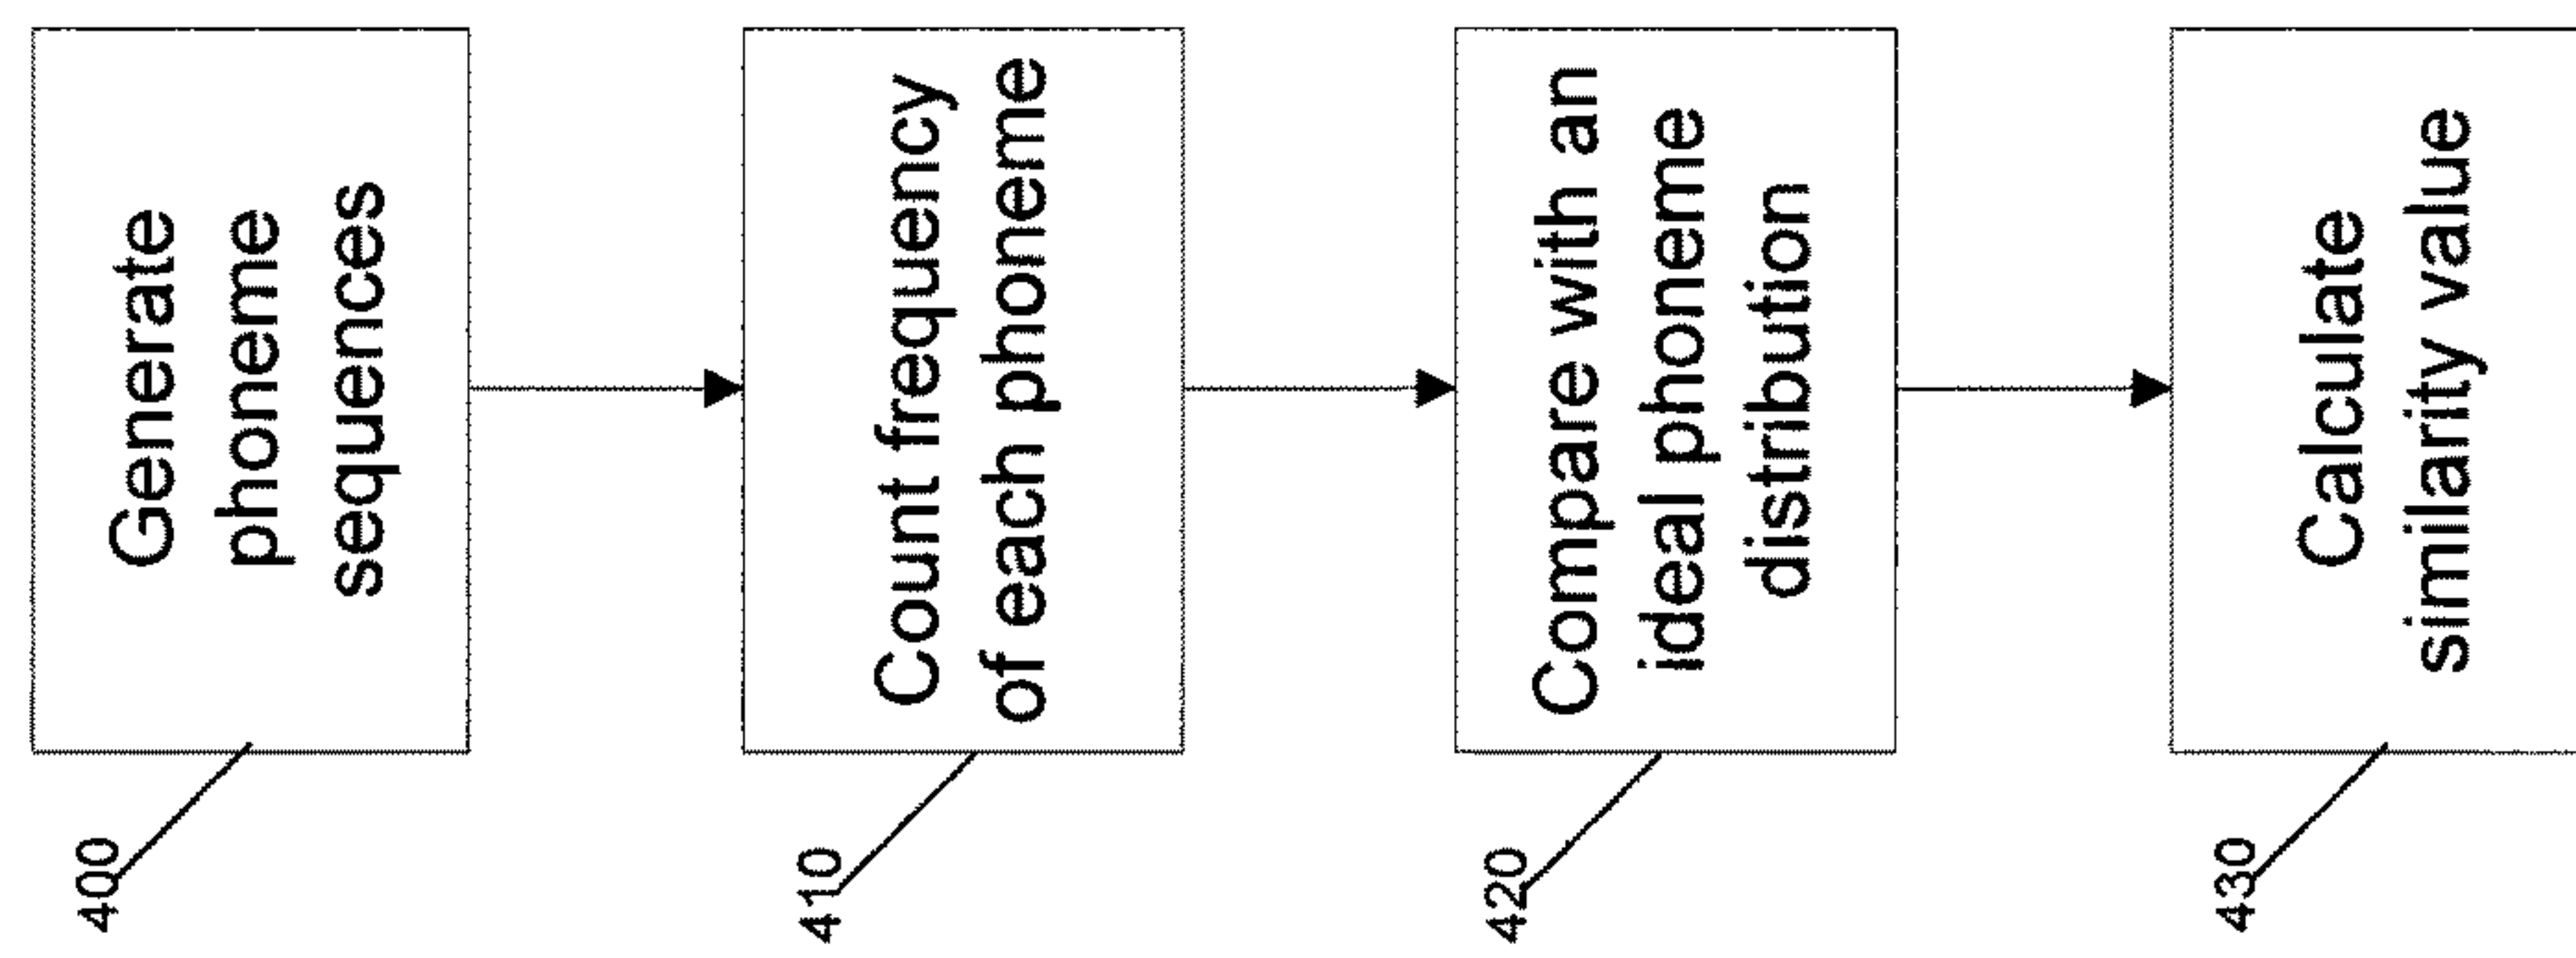 400
Generate
phoneme
sequences
410
Count frequency
of each phoneme
420
Compare with an
ideal phoneme
distribution
430
Calculate
similarity value